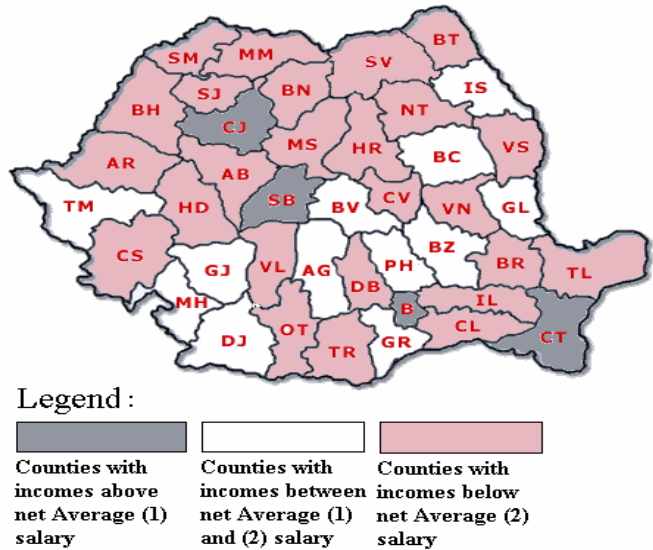 BT
SM MM
SV
IS
SJ BN
BH
NT
CJ
MS HR
VS
BC
AR
AB
SB
CV
TM
HD
BV
VN GL
BZ
CS
GJ VL AG
PH
BR
TL
DB
MH
B
IL
OT
CL
CT
DJ
TR
GR
Legend :
Counties with
incomes above
net Average (1)
salary
Counties with
incomes between
net Average (1)
and (2) salary
Counties with
incomes below
net Average (2)
salary